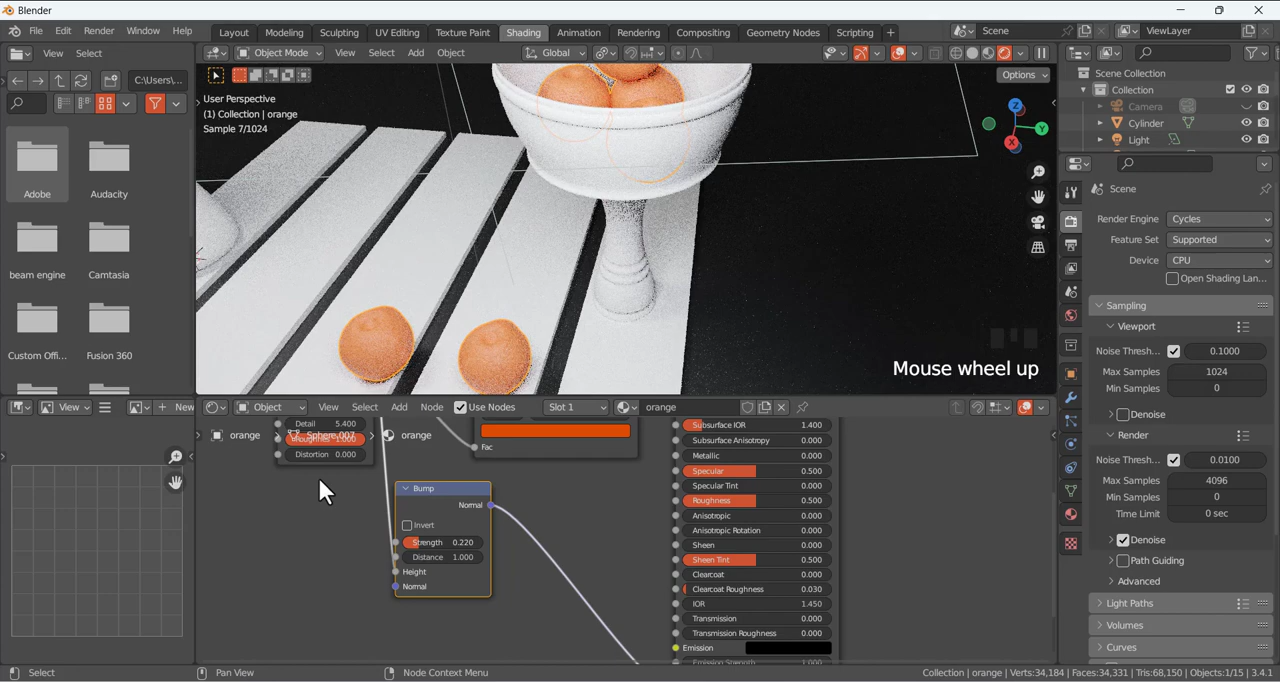 Blender
File Edit Render Window Help
Layout Modeling Sculpting UV Editing Texture Paint Shading Animation Rendering Compositing Geometry Nodes Scripting +
Scene
ViewLayer
View Select
C:\Users\...
Adobe Audacity
beam engine Camtasia
Custom Offi... Fusion 360
Object Mode View Select Add Object Global
Options
User Perspective
(1) Collection | orange
Sample 7/1024
Z
Y
X
Mouse wheel up
Scene Collection
Collection
Camera
Cylinder
Light
Scene
Render Engine Cycles
Feature Set Supported
Device CPU
Open Shading Lan...
Sampling
Viewport
Noise Thresh... 0.1000
Max Samples 1024
Min Samples 0
Denoise
Render
Noise Thresh... 0.0100
Max Samples 4096
Min Samples 0
Time Limit 0 sec
Denoise
Path Guiding
Advanced
Light Paths
Volumes
Curves
View + New
Object View Select Add Node Use Nodes Slot 1 orange
orange > Sphere.007 > orange
Detail 5.400
Roughness 1.000
Distortion 0.000
Fac
Bump
Normal
Invert
Strength 0.220
Distance 1.000
Height
Normal
Subsurface IOR 1.400
Subsurface Anisotropy 0.000
Metallic 0.000
Specular 0.500
Specular Tint 0.000
Roughness 0.500
Anisotropic 0.000
Anisotropic Rotation 0.000
Sheen 0.000
Sheen Tint 0.500
Clearcoat 0.000
Clearcoat Roughness 0.030
IOR 1.450
Transmission 0.000
Transmission Roughness 0.000
Emission
Emission Strength 1.000
Select Pan View Node Context Menu
Collection | orange | Verts:34,184 | Faces:34,331 | Tris:68,150 | Objects:1/15 | 3.4.1